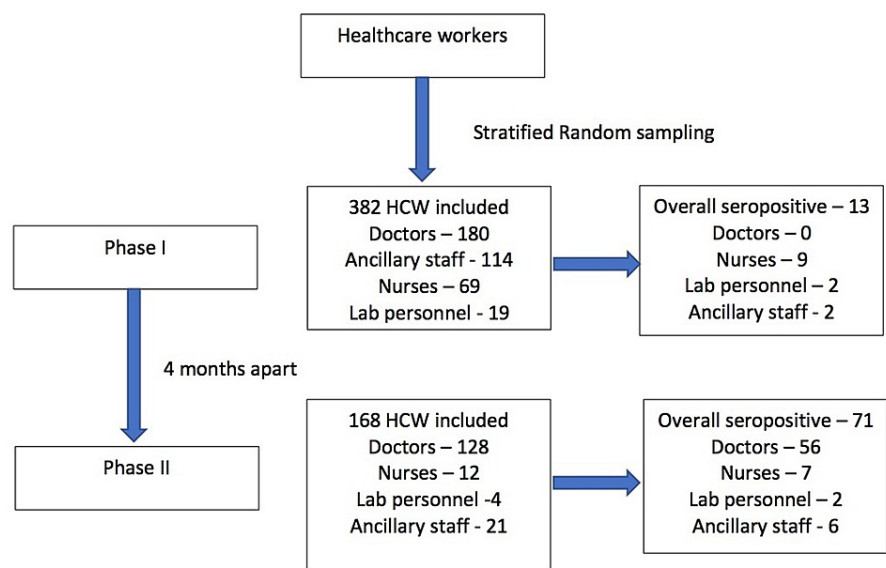 Healthcare workers
Stratified Random sampling
382 HCW included
Doctors – 180
Ancillary staff - 114
Nurses – 69
Lab personnel - 19
Overall seropositive – 13
Doctors – 0
Nurses – 9
Lab personnel – 2
Ancillary staff – 2
Phase I
4 months apart
Phase II
168 HCW included
Doctors – 128
Nurses – 12
Lab personnel -4
Ancillary staff - 21
Overall seropositive – 71
Doctors – 56
Nurses – 7
Lab personnel – 2
Ancillary staff – 6